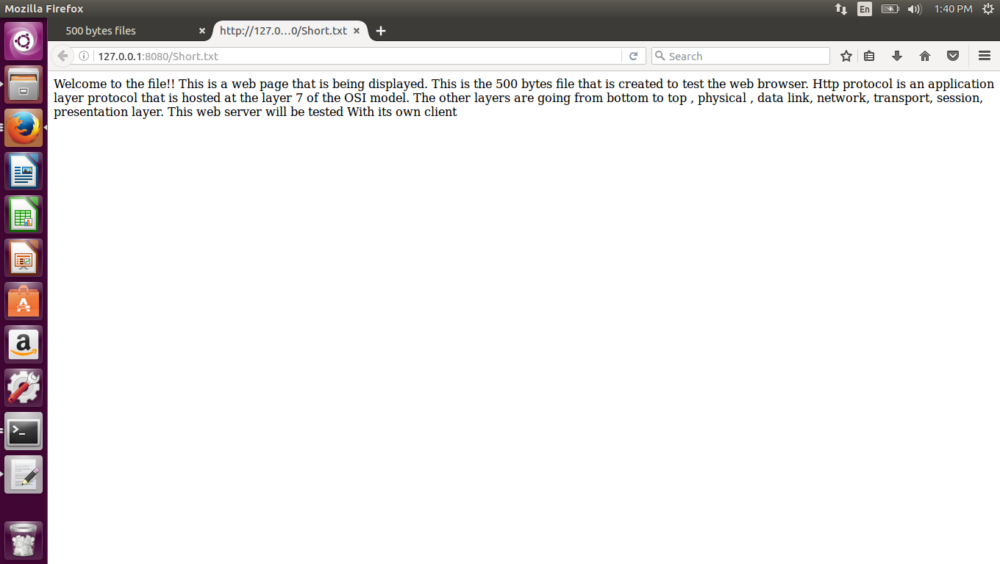 Mozilla Firefox
En
1:40 PM
500 bytes files
http://127.0...0/Short.txt
127.0.0.1:8080/Short.txt
Search
Welcome to the file!! This is a web page that is being displayed. This is the 500 bytes file that is created to test the web browser. Http protocol is an application
layer protocol that is hosted at the layer 7 of the OSI model. The other layers are going from bottom to top , physical , data link, network, transport, session,
presentation layer. This web server will be tested With its own client